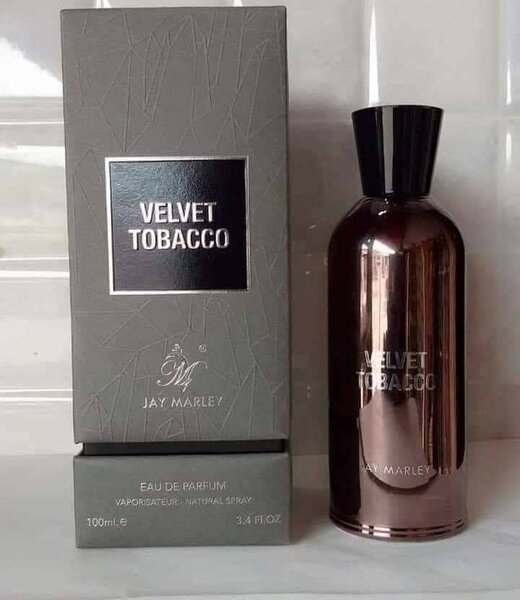 VELVET
TOBACCO
®
M
JAY MARLEY
EAU DE PARFUM
VAPORISATEUR - NATURAL SPRAY
100ml.e
3.4 Fl.OZ
VELVET
TOBACCO
JAY MARLEY